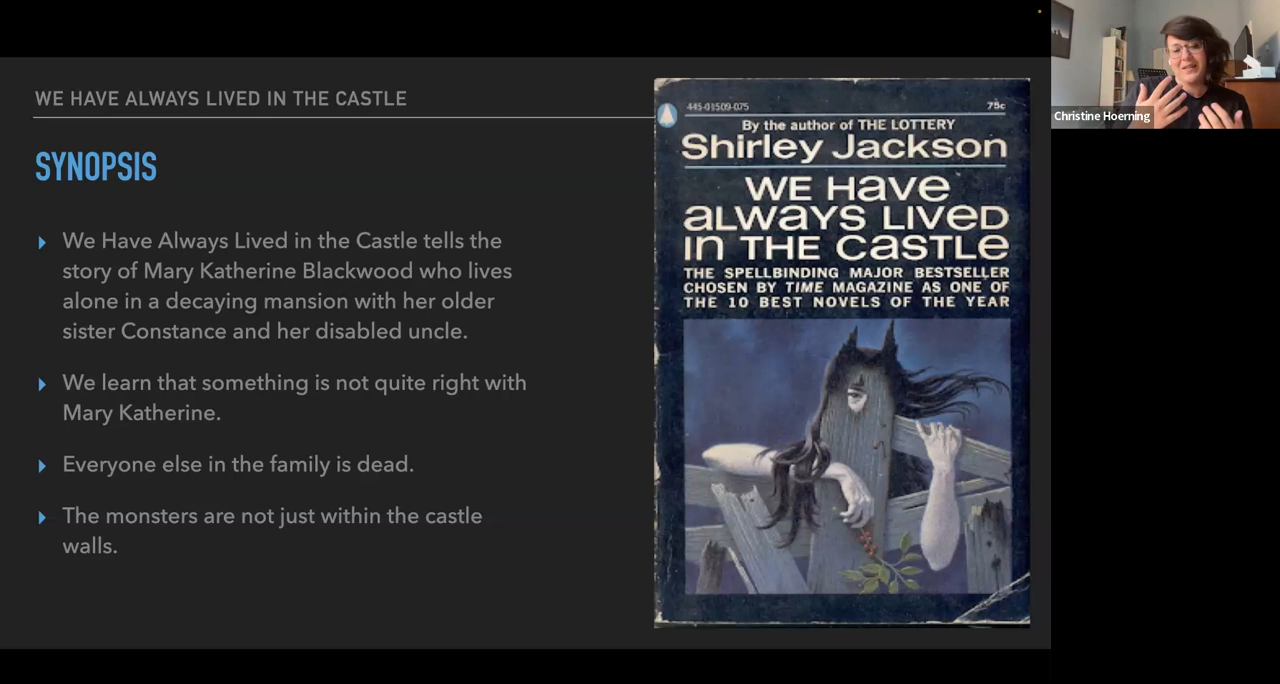 WE HAVE ALWAYS LIVED IN THE CASTLE
SYNOPSIS
We Have Always Lived in the Castle tells the
story of Mary Katherine Blackwood who lives
alone in a decaying mansion with her older
sister Constance and her disabled uncle.
We learn that something is not quite right with
Mary Katherine.
Everyone else in the family is dead.
The monsters are not just within the castle
walls.
445-01509-075
75c
By the author of THE LOTTERY
Shirley Jackson
WE Have
aLWaYS LIVED
In THE CaSTLe
THE SPELLBINDING MAJOR BESTSELLER
CHOSEN BY TIME MAGAZINE AS ONE OF
THE 10 BEST NOVELS OF THE YEAR
Christine Hoerning